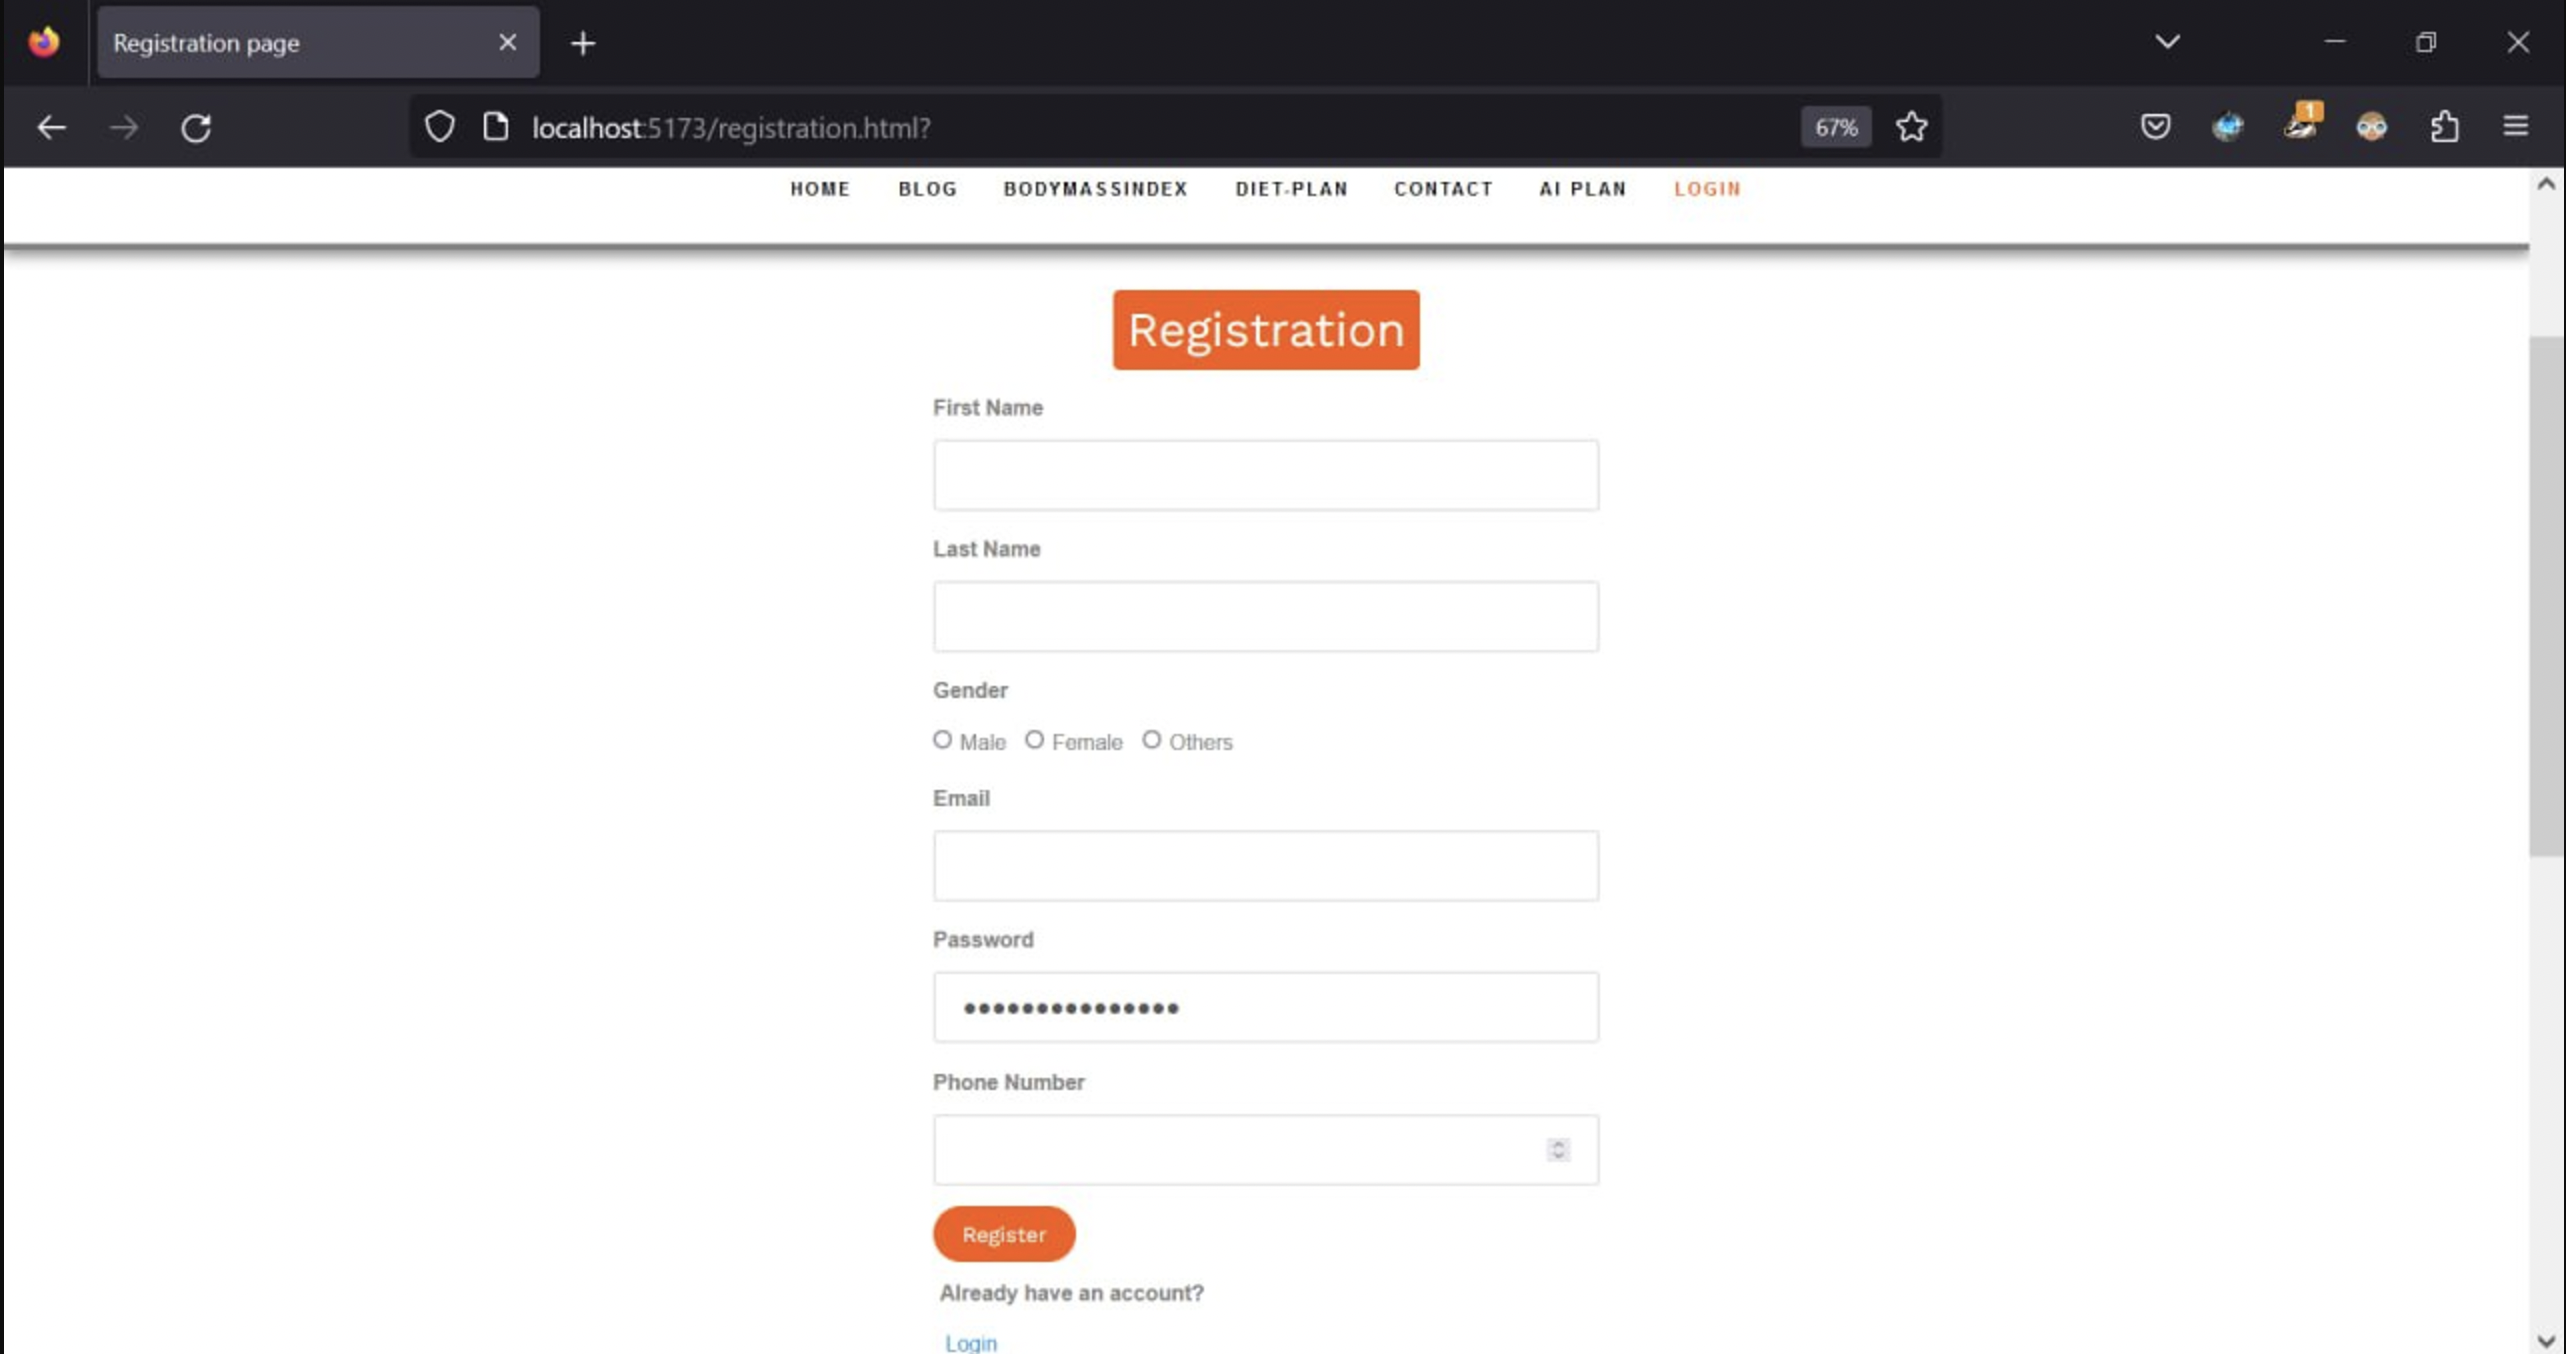 Registration page
localhost:5173/registration.html?
67%
1
HOME BLOG BODYMASSINDEX DIET-PLAN CONTACT AI PLAN LOGIN
Registration
First Name
Last Name
Gender
Male Female Others
Email
Password
•••••••••••••••
Phone Number
Register
Already have an account?
Login